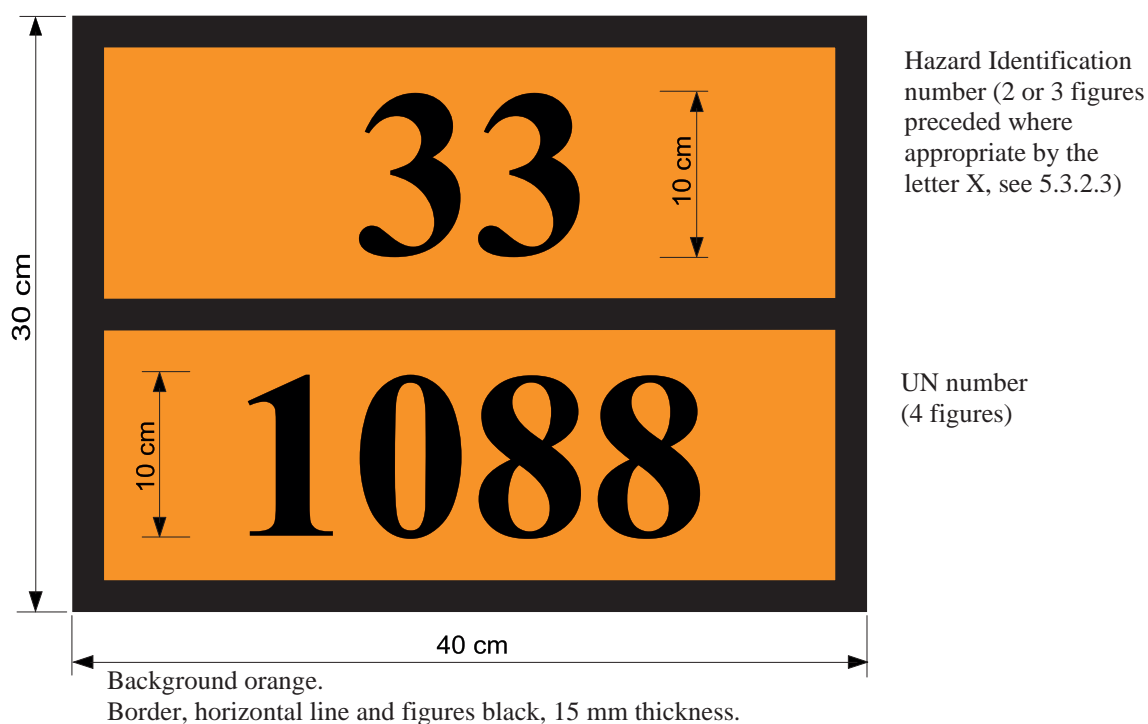 33
10 cm
Hazard Identification
number (2 or 3 figures
preceded where
appropriate by the
letter X, see 5.3.2.3)
30 cm
10 cm
1088
UN number
(4 figures)
40 cm
Background orange.
Border, horizontal line and figures black, 15 mm thickness.